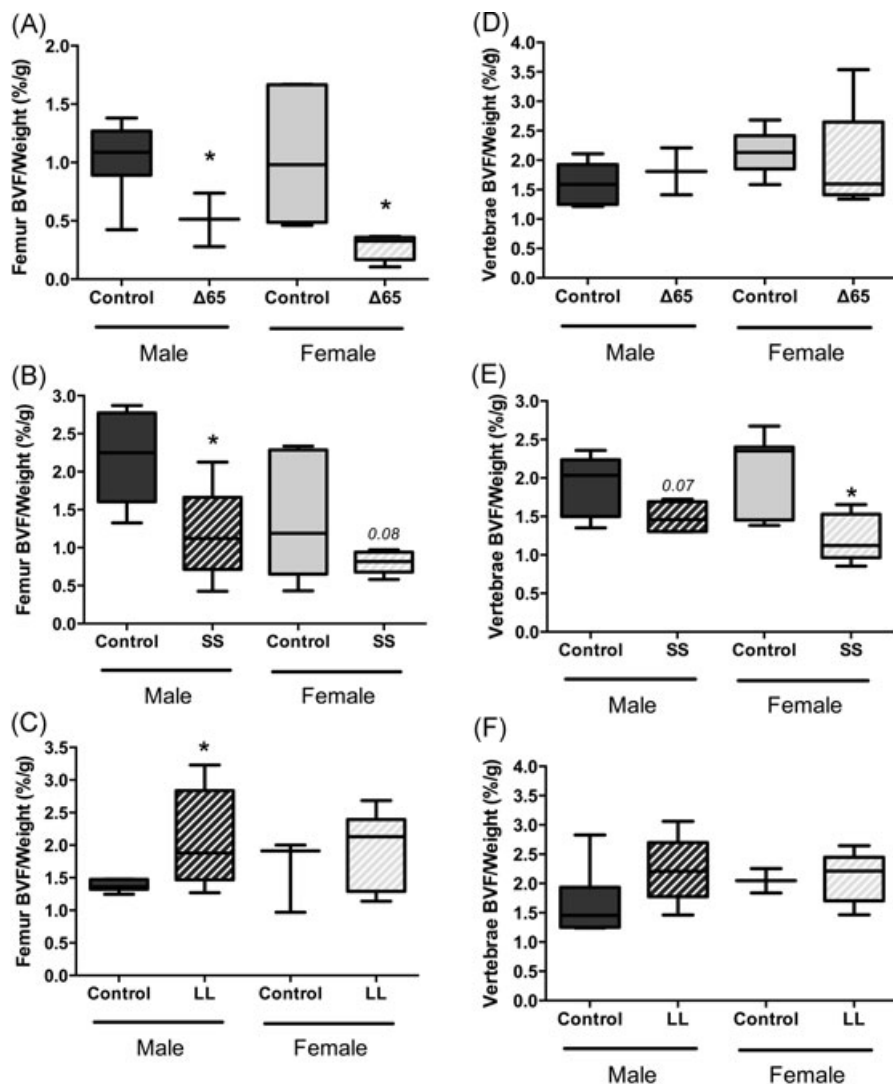 (A)
Femur BVF/Weight (%/g)
2.0
1.5
1.0
0.5
0.0
*
*
Control Δ65 Control Δ65
Male Female
(B)
Femur BVF/Weight (%/g)
3.0
2.5
2.0
1.5
1.0
0.5
0.0
*
0.08
Control SS Control SS
Male Female
(C)
Femur BVF/Weight (%/g)
3.5
3.0
2.5
2.0
1.5
1.0
0.5
0.0
*
Control LL Control LL
Male Female
(D)
Vertebrae BVF/Weight (%/g)
4.0
3.5
3.0
2.5
2.0
1.5
1.0
0.5
0.0
Control Δ65 Control Δ65
Male Female
(E)
Vertebrae BVF/Weight (%/g)
3.0
2.5
2.0
1.5
1.0
0.5
0.0
0.07
*
Control SS Control SS
Male Female
(F)
Vertebrae BVF/Weight (%/g)
4.0
3.5
3.0
2.5
2.0
1.5
1.0
0.5
0.0
Control LL Control LL
Male Female